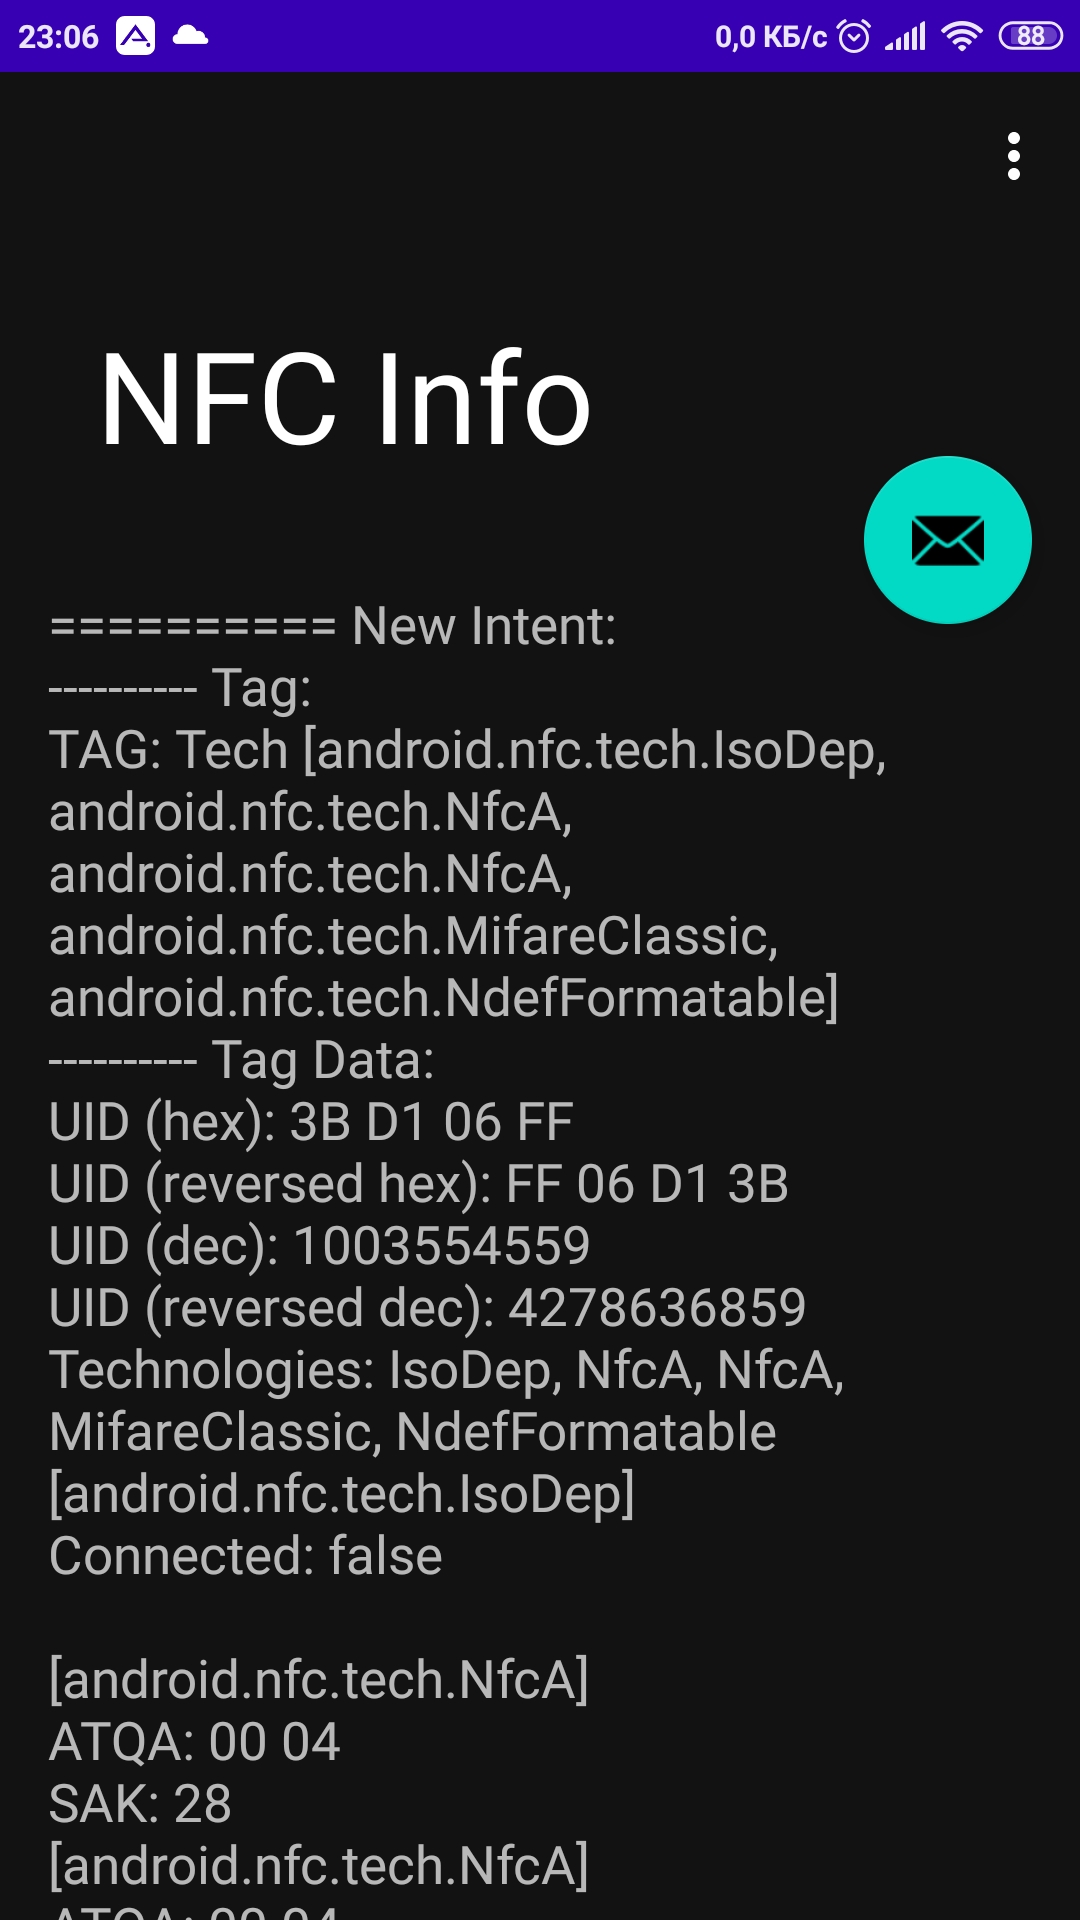 23:06
0,0 КБ/с
88
NFC Info
========== New Intent:
---------- Tag:
TAG: Tech [android.nfc.tech.IsoDep,
android.nfc.tech.NfcA,
android.nfc.tech.NfcA,
android.nfc.tech.MifareClassic,
android.nfc.tech.NdefFormatable]
---------- Tag Data:
UID (hex): 3B D1 06 FF
UID (reversed hex): FF 06 D1 3B
UID (dec): 1003554559
UID (reversed dec): 4278636859
Technologies: IsoDep, NfcA, NfcA,
MifareClassic, NdefFormatable
[android.nfc.tech.IsoDep]
Connected: false
[android.nfc.tech.NfcA]
ATQA: 00 04
SAK: 28
[android.nfc.tech.NfcA]
ATQA: 00 04